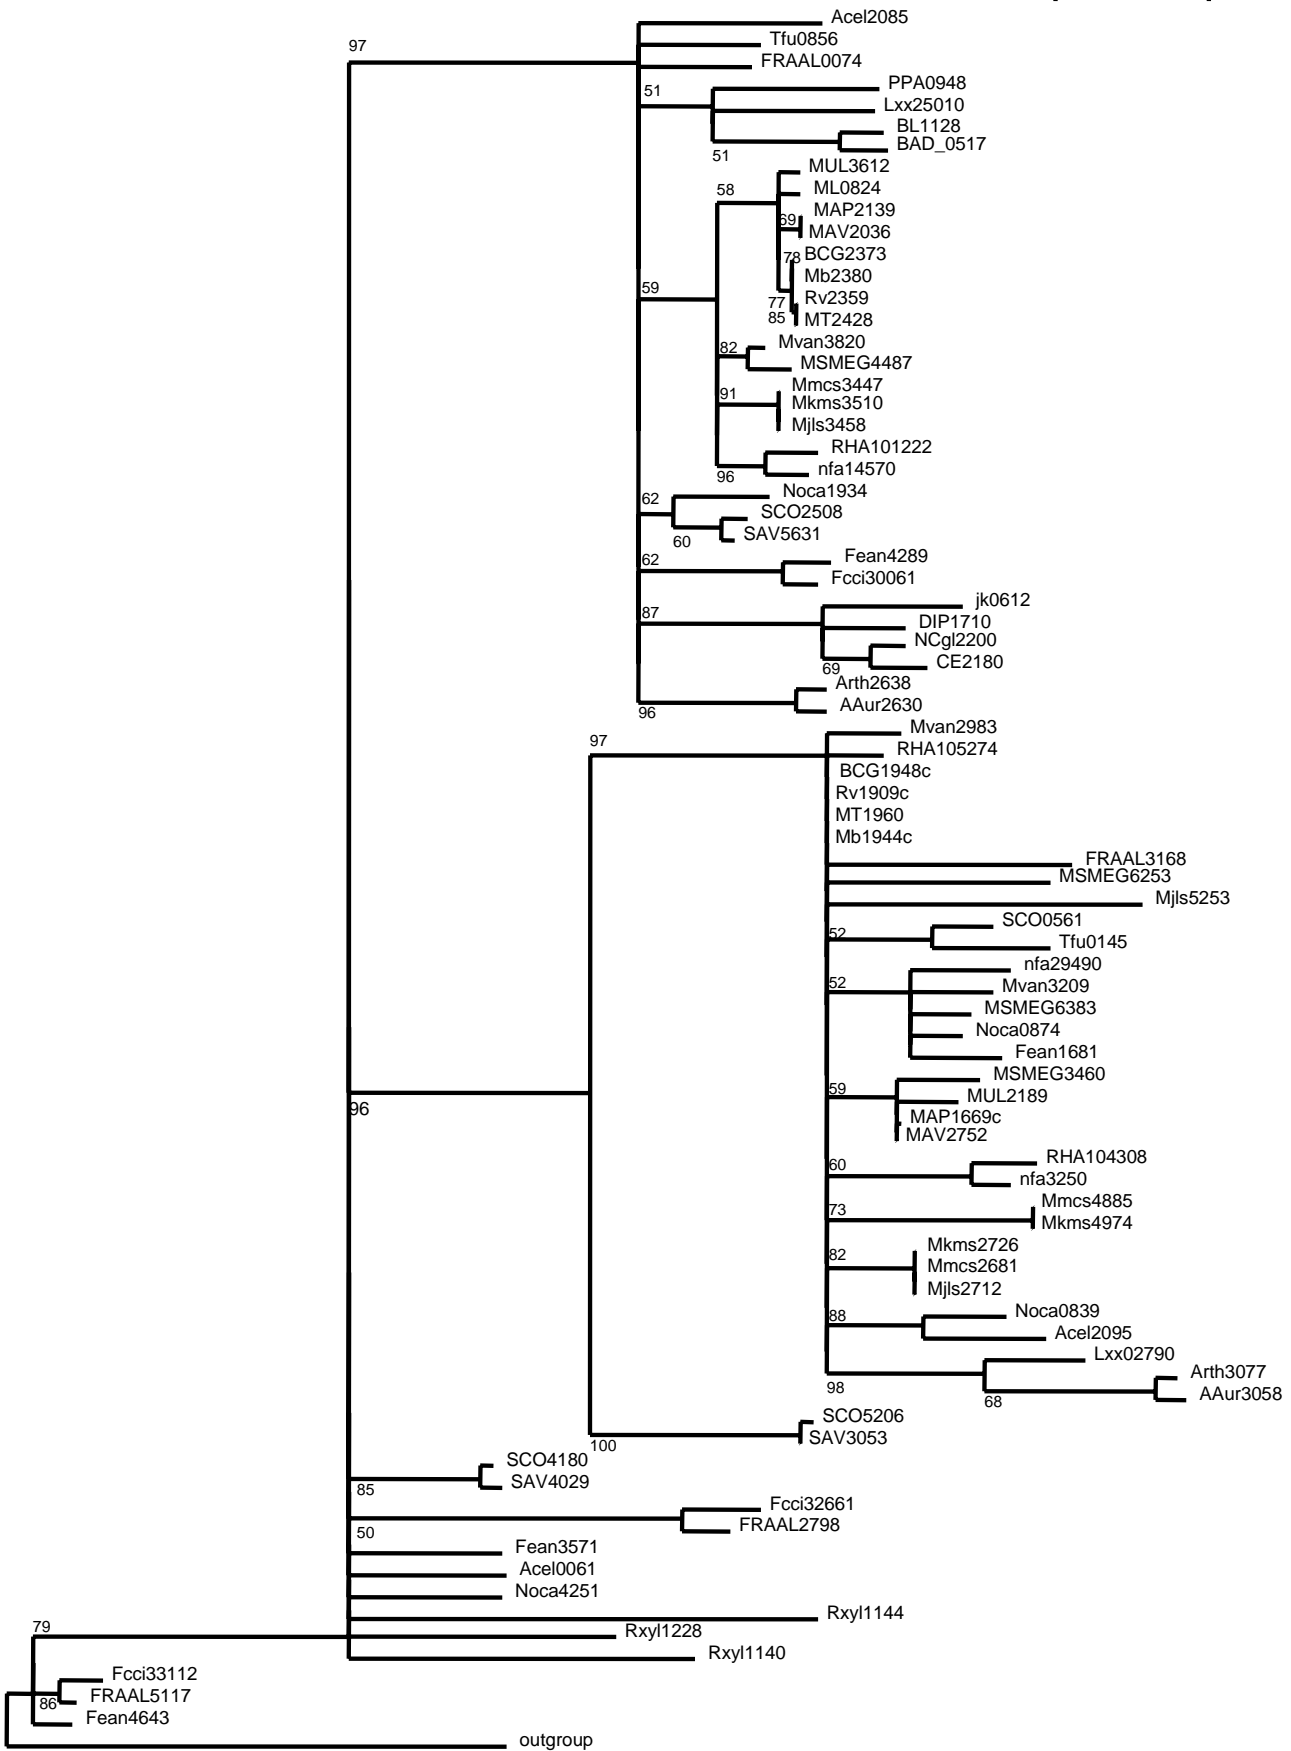 Acel2085
97
Tfu0856
FRAAL0074
51
PPA0948
Lxx25010
BL1128
BAD_0517
51
MUL3612
58
ML0824
MAP2139
69
MAV2036
BCG2373
78
Mb2380
59
Rv2359
77
85
MT2428
Mvan3820
82
MSMEG4487
Mmcs3447
91
Mkms3510
Mjls3458
RHA101222
nfa14570
96
Noca1934
62
SCO2508
SAV5631
60
Fean4289
62
Fcci30061
jk0612
87
DIP1710
NCgl2200
CE2180
69
Arth2638
AAur2630
96
Mvan2983
97
RHA105274
BCG1948c
Rv1909c
MT1960
Mb1944c
FRAAL3168
MSMEG6253
Mjls5253
SCO0561
52
Tfu0145
nfa29490
52
Mvan3209
MSMEG6383
Noca0874
Fean1681
MSMEG3460
59
MUL2189
96
MAP1669c
MAV2752
RHA104308
60
nfa3250
Mmcs4885
73
Mkms4974
Mkms2726
82
Mmcs2681
Mjls2712
Noca0839
88
Acel2095
Lxx02790
Arth3077
98
AAur3058
68
SCO5206
SAV3053
100
SCO4180
SAV4029
85
Fcci32661
FRAAL2798
50
Fean3571
Acel0061
Noca4251
Rxyl1144
79
Rxyl1228
Rxyl1140
Fcci33112
86
FRAAL5117
Fean4643
outgroup